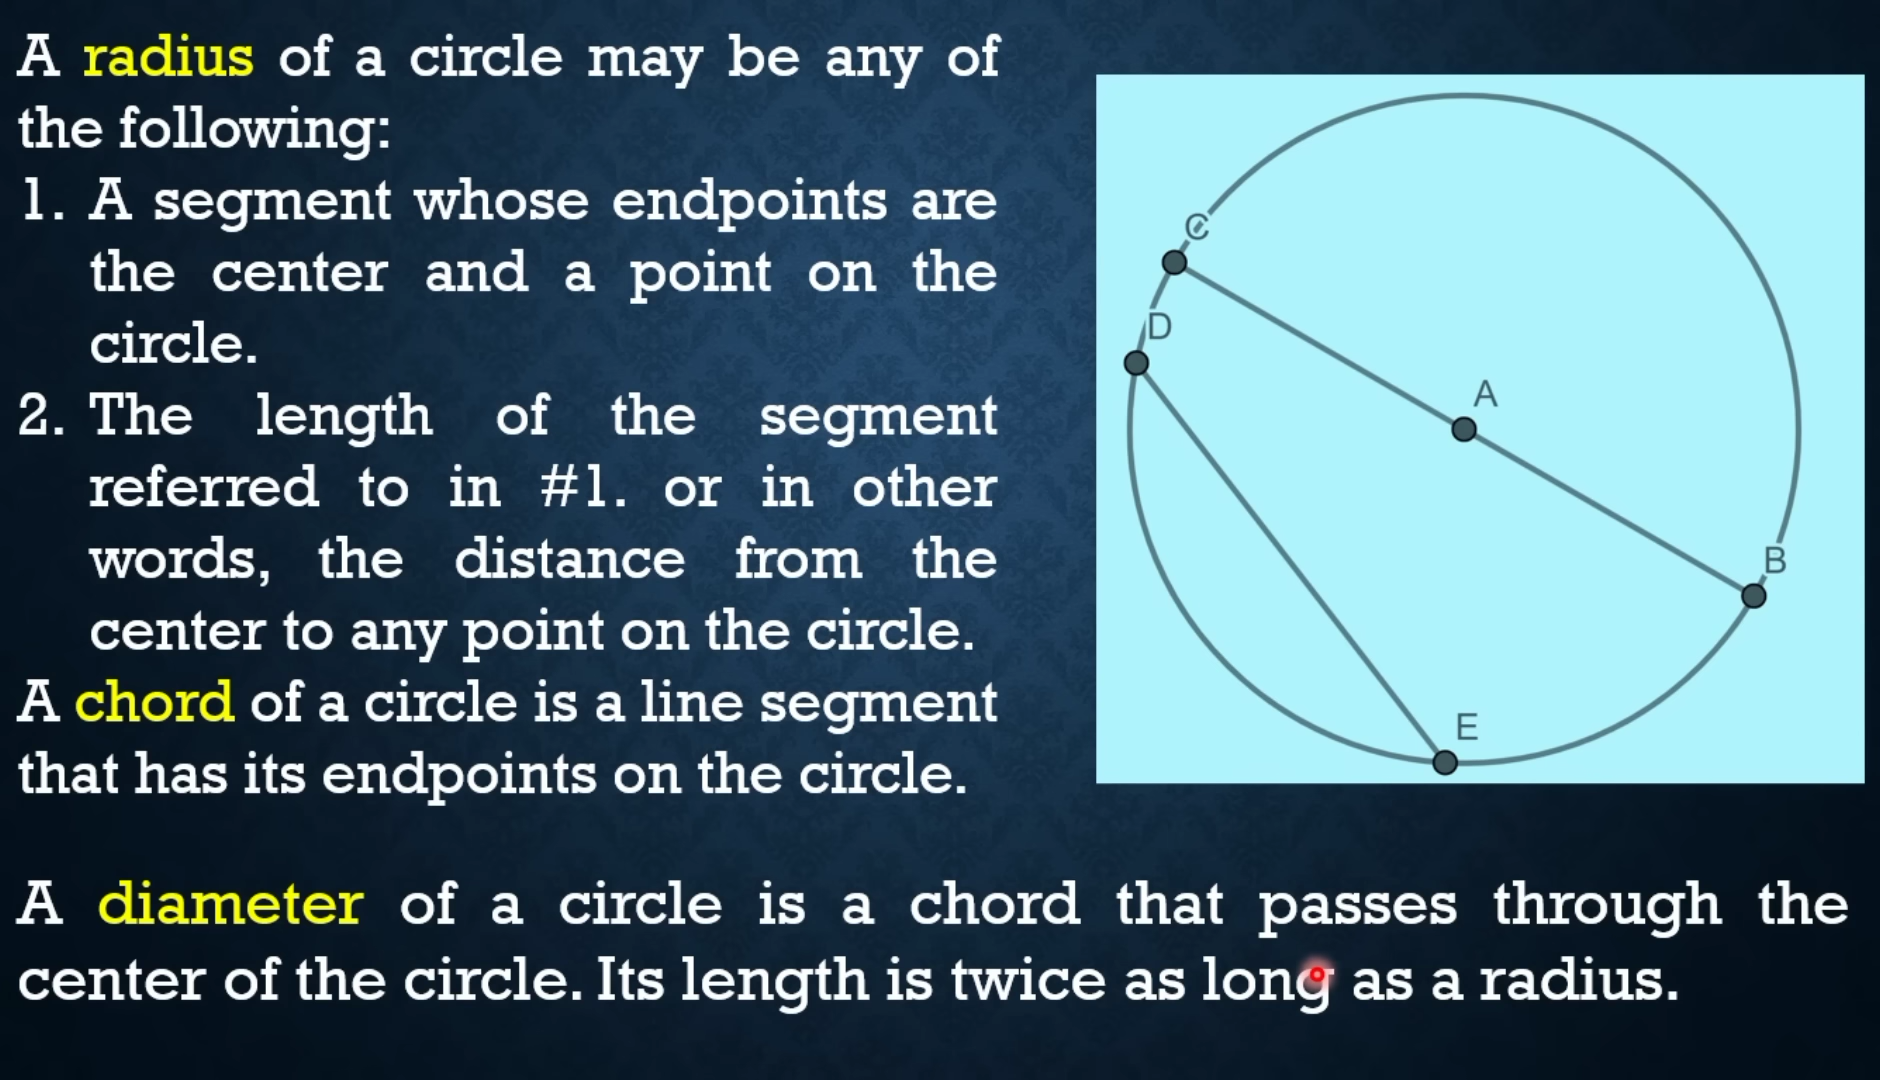 A radius of a circle may be any of
the following:
1. A segment whose endpoints are
the center and a point on the
circle.
2. The length of the segment
referred to in #1. or in other
words, the distance from the
center to any point on the circle.
A chord of a circle is a line segment
that has its endpoints on the circle.
C
D
A
B
E
A diameter of a circle is a chord that passes through the
center of the circle. Its length is twice as long as a radius.